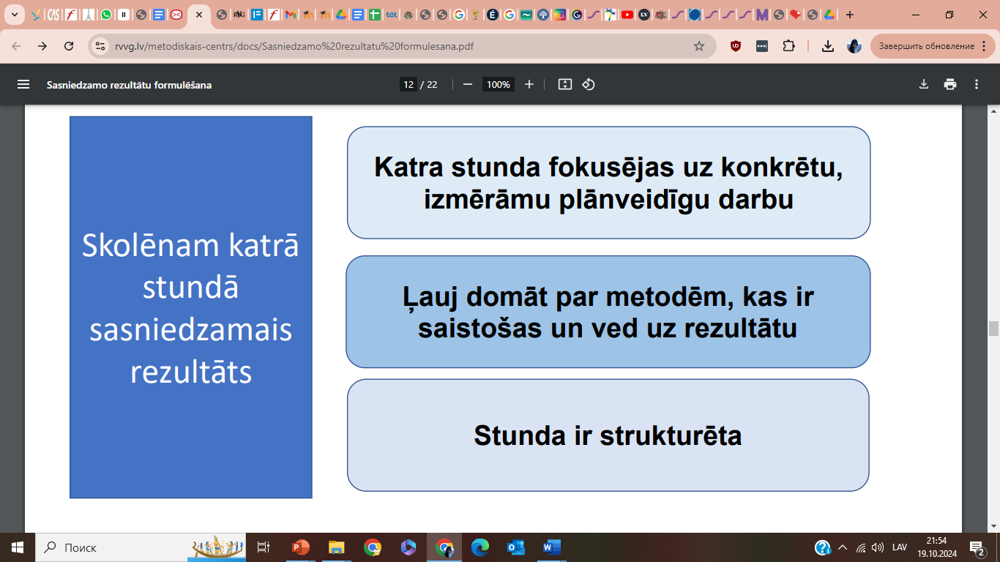 rvvg.lv/metodiskais-centrs/docs/Sasniedzamo%20rezultatu%20formulesana.pdf
Завершить обновление
Sasniedzamo rezultātu formulēšana
12 / 22
100%
Skolēnam katrā
stundā
sasniedzamais
rezultāts
Katra stunda fokusējas uz konkrētu,
izmērāmu plānveidīgu darbu
Ļauj domāt par metodēm, kas ir
saistošas un ved uz rezultātu
Stunda ir strukturēta
Поиск
LAV
21:54
19.10.2024
2